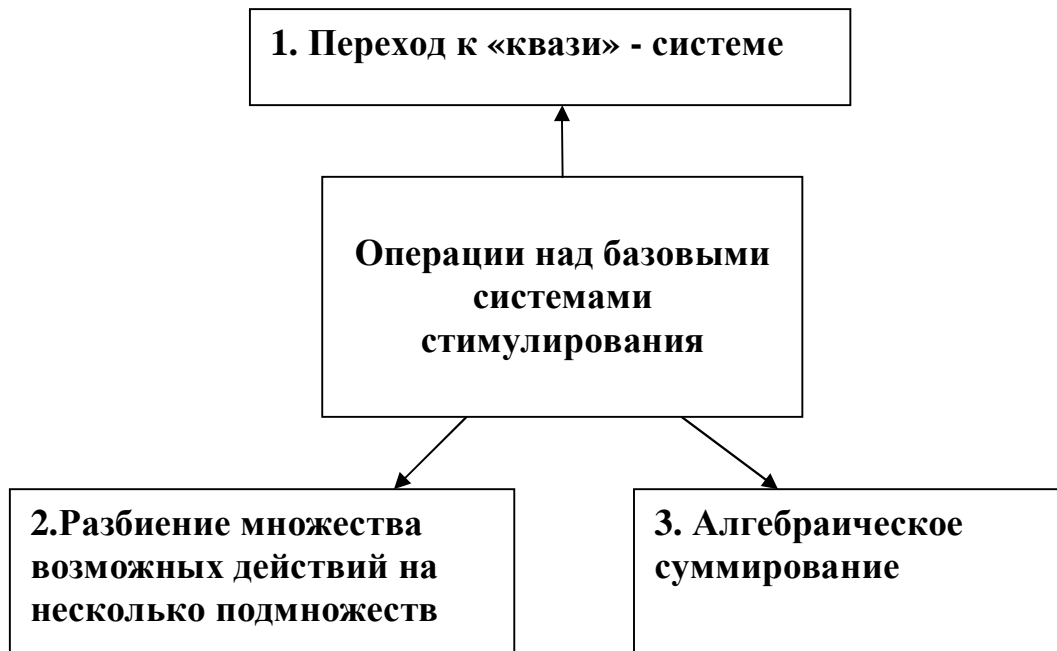 1. Переход к «квази» - системе
Операции над базовыми
системами
стимулирования
2.Разбиение множества
возможных действий на
несколько подмножеств
3. Алгебраическое
суммирование